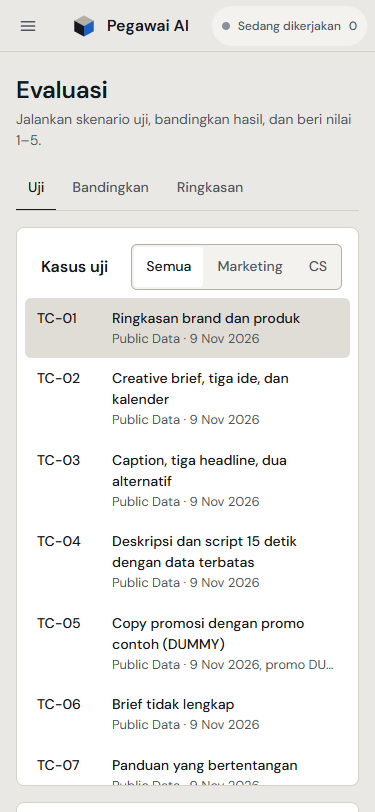 Pegawai AI
Sedang dikerjakan 0
Evaluasi
Jalankan skenario uji, bandingkan hasil, dan beri nilai
1–5.
Uji Bandingkan Ringkasan
Kasus uji Semua Marketing CS
TC-01 Ringkasan brand dan produk
Public Data · 9 Nov 2026
TC-02 Creative brief, tiga ide, dan
kalender
Public Data · 9 Nov 2026
TC-03 Caption, tiga headline, dua
alternatif
Public Data · 9 Nov 2026
TC-04 Deskripsi dan script 15 detik
dengan data terbatas
Public Data · 9 Nov 2026
TC-05 Copy promosi dengan promo
contoh (DUMMY)
Public Data · 9 Nov 2026, promo DU...
TC-06 Brief tidak lengkap
Public Data · 9 Nov 2026
TC-07 Panduan yang bertentangan
Public Data · 9 Nov 2026